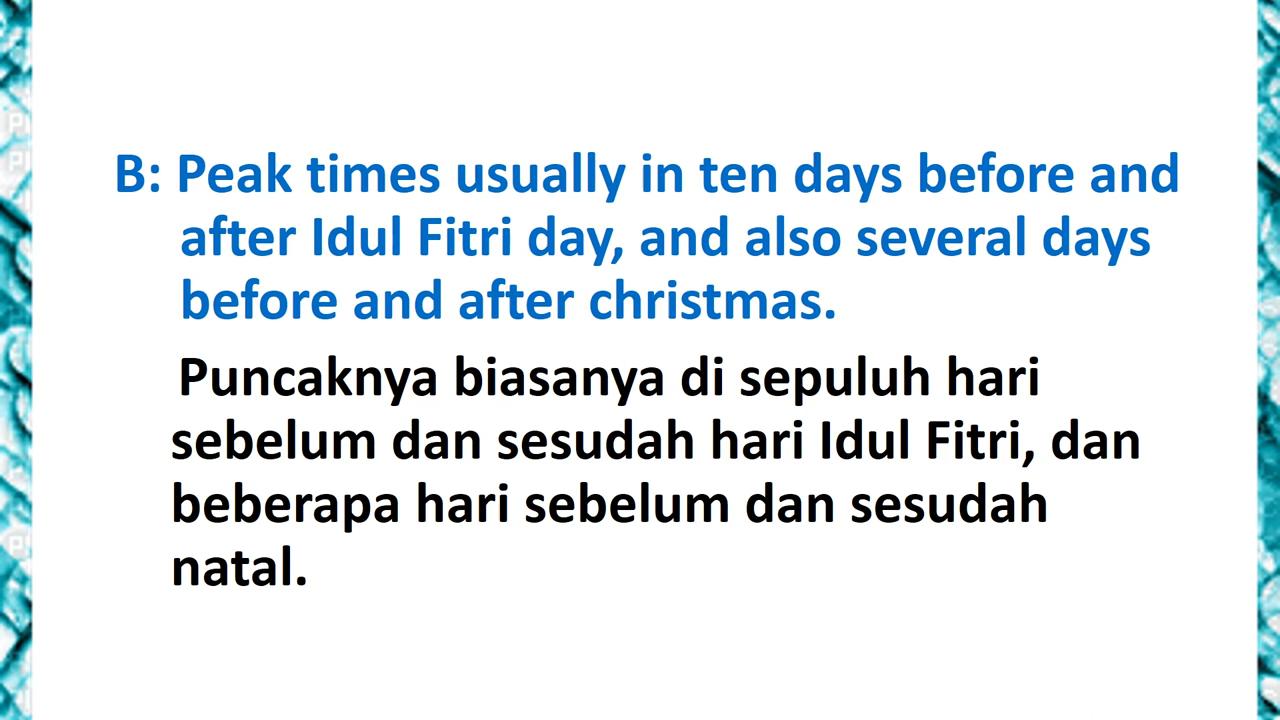 B: Peak times usually in ten days before and
after Idul Fitri day, and also several days
before and after christmas.
Puncaknya biasanya di sepuluh hari
sebelum dan sesudah hari Idul Fitri, dan
beberapa hari sebelum dan sesudah
natal.